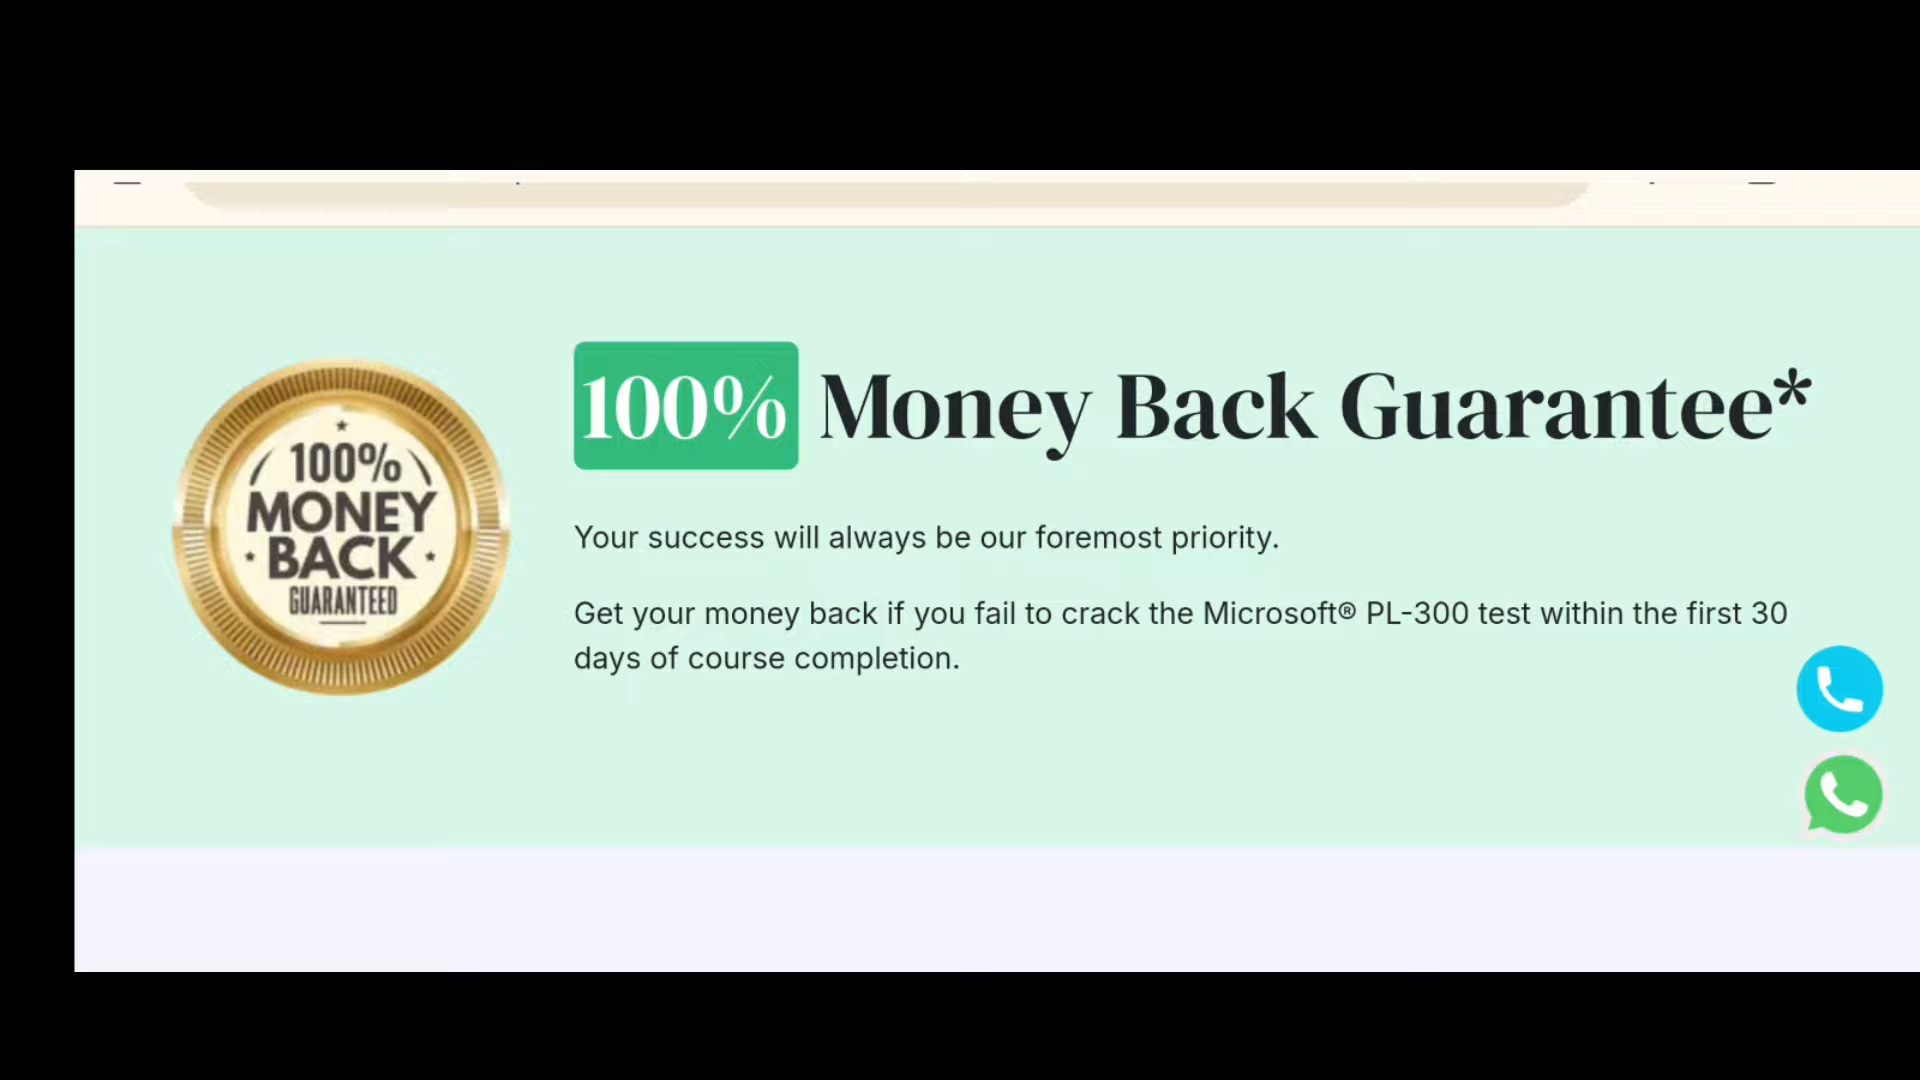 100% Money Back Guarantee*
100%
MONEY
BACK
GUARANTEED
Your success will always be our foremost priority.
Get your money back if you fail to crack the Microsoft® PL-300 test within the first 30
days of course completion.